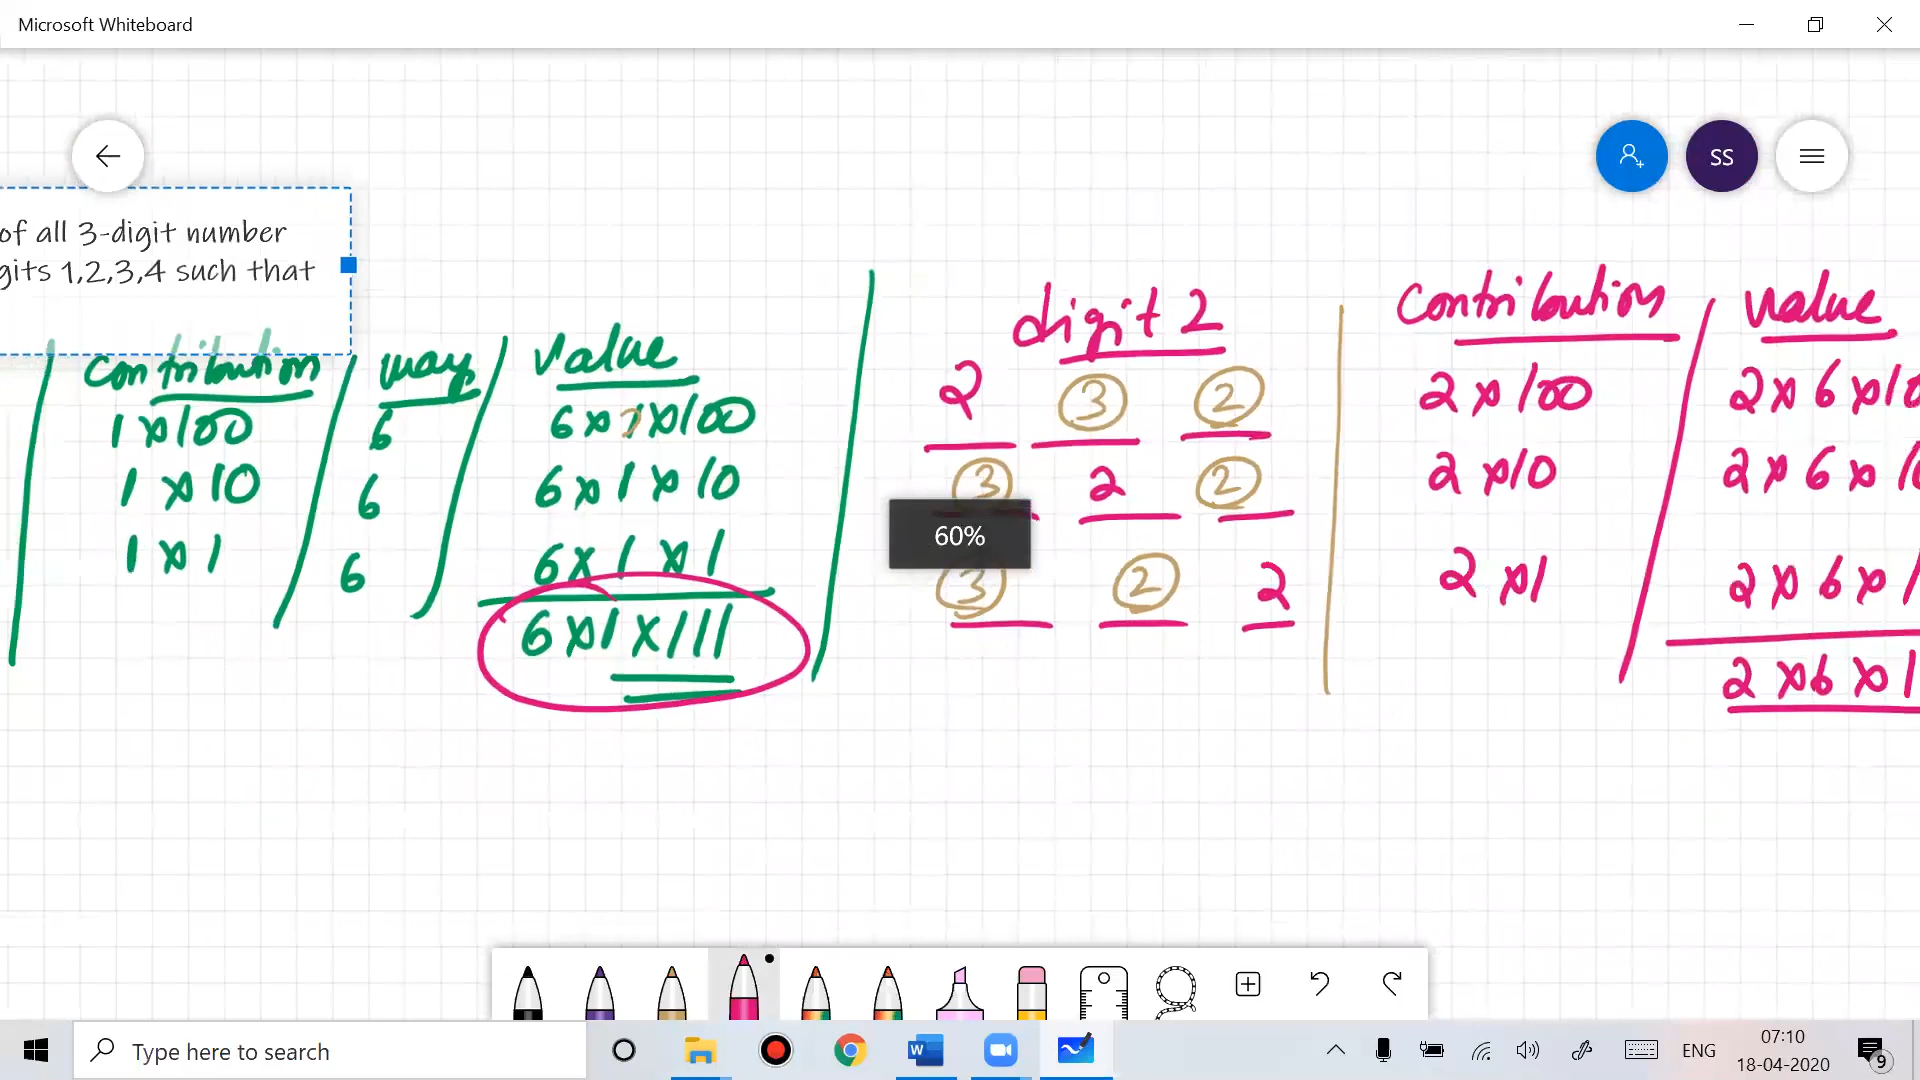 Microsoft Whiteboard
SS
of all 3-digit number
gits 1,2,3,4 such that
contribution way value
1 x 100 6 6 x 1 x 100
1 x 10 6 6 x 1 x 10
1 x 1 6 6 x 1 x 1
6 x 1 x 111
digit 2
2 3 2
3 2 2
3 2 2
60%
Contribution value
2 x 100 2 x 6 x 10
2 x 10 2 x 6 x 1
2 x 1 2 x 6 x 1
2 x 6 x 1
Type here to search
ENG
07:10
18-04-2020
9